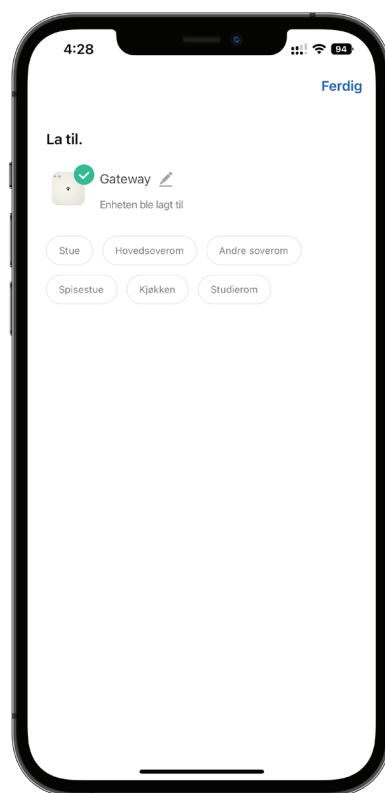 4:28
94
Ferdig
La til.
Gateway
Enheten ble lagt til
Stue Hovedsoverom Andre soverom
Spisestue Kjøkken Studierom